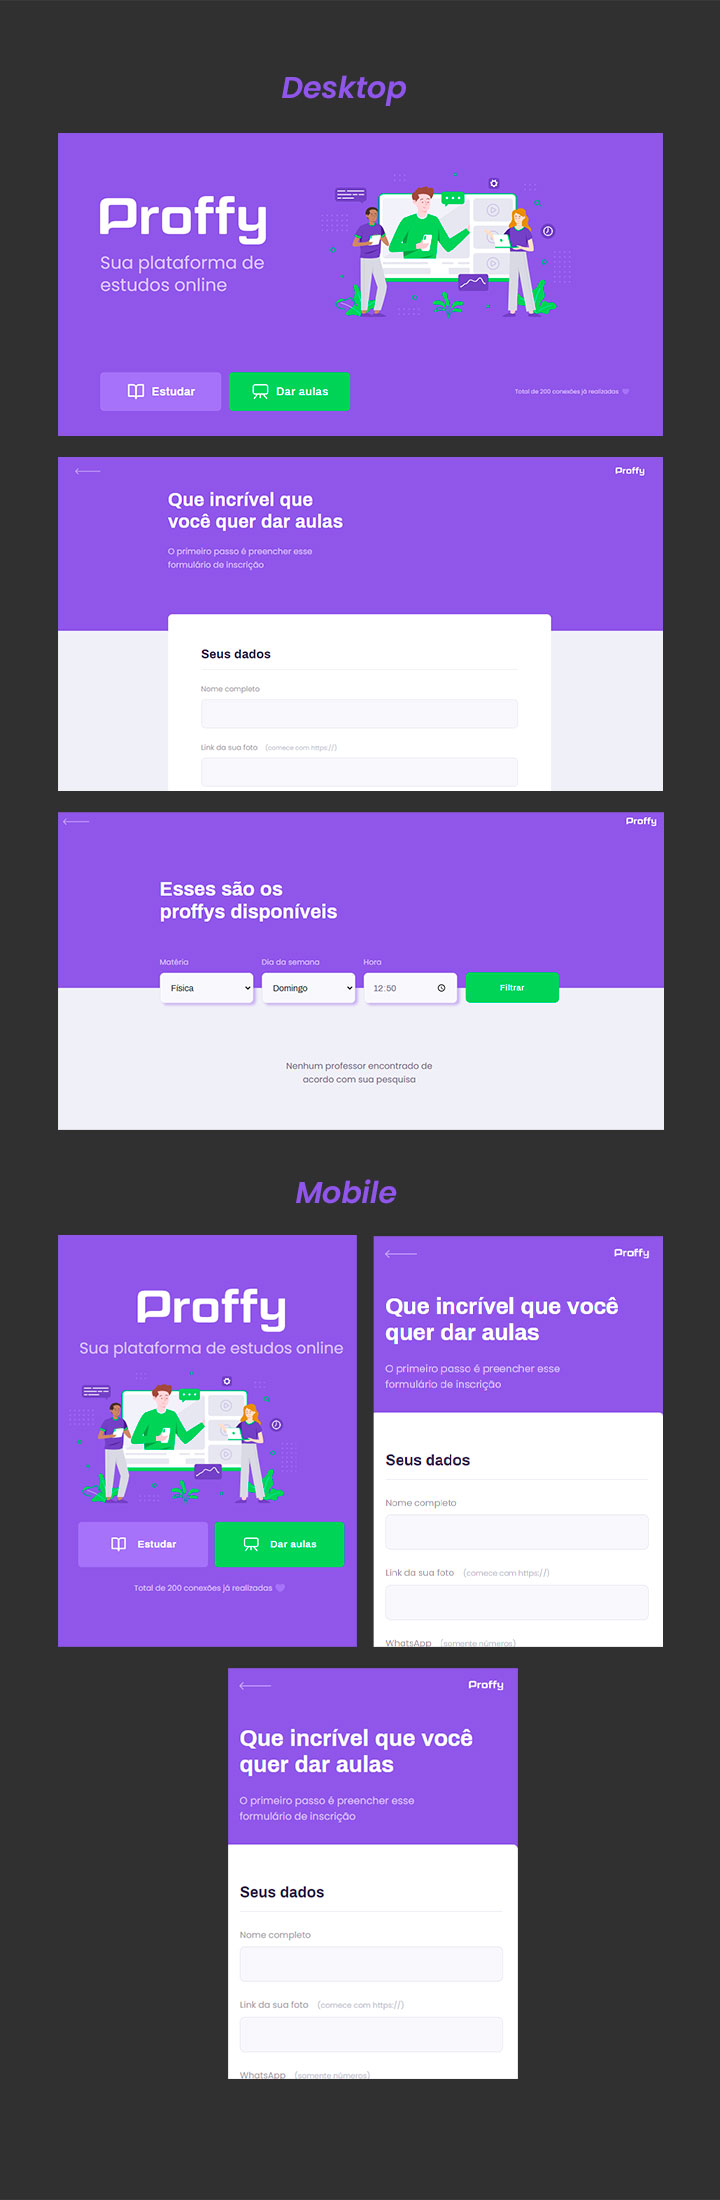 Desktop
Proffy
Sua plataforma de
estudos online
Estudar
Dar aulas
Total de 200 conexões já realizadas
Proffy
Que incrível que
você quer dar aulas
O primeiro passo é preencher esse
formulário de inscrição
Seus dados
Nome completo
Link da sua foto (comece com https://)
Proffy
Esses são os
proffys disponíveis
Matéria Dia da semana Hora
Física Domingo 12:50 Filtrar
Nenhum professor encontrado de
acordo com sua pesquisa
Mobile
Proffy
Sua plataforma de estudos online
Estudar
Dar aulas
Total de 200 conexões já realizadas
Proffy
Que incrível que você
quer dar aulas
O primeiro passo é preencher esse
formulário de inscrição
Seus dados
Nome completo
Link da sua foto (comece com https://)
WhatsApp (somente números)
Proffy
Que incrível que você
quer dar aulas
O primeiro passo é preencher esse
formulário de inscrição
Seus dados
Nome completo
Link da sua foto (comece com https://)
WhatsApp (somente números)